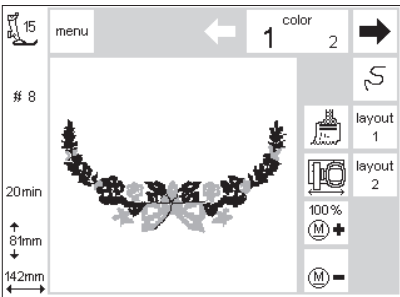 15
menu
color
1 2
# 8
layout
1
layout
2
20min
100%
M +
81mm
M -
142mm